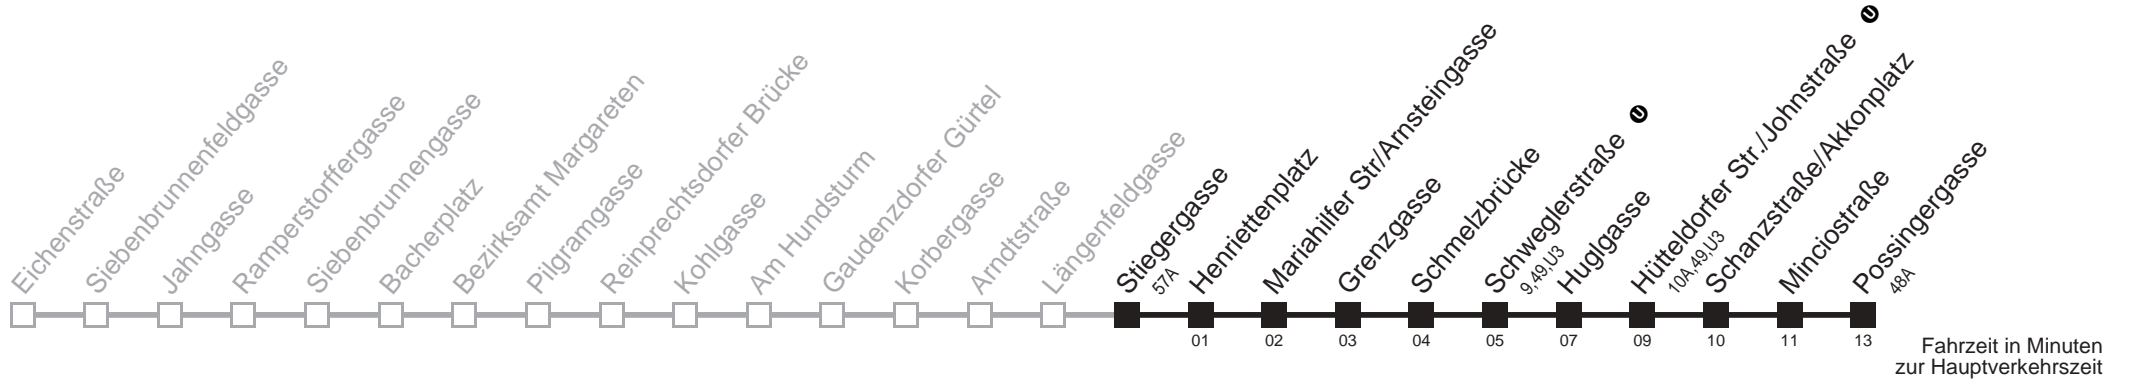 Eichenstraße
Siebenbrunnenfeldgasse
Jahngasse
Ramperstorffergasse
Siebenbrunnengasse
Bacherplatz
Bezirksamt Margareten
Pilgramgasse
Reinprechtsdorfer Brücke
Kohlgasse
Am Hundsturm
Gaudenzdorfer Gürtel
Korbergasse
Arndtstraße
Längenfeldgasse
Stiegergasse
57A
Henriettenplatz
Mariahilfer Str/Arnsteingasse
Grenzgasse
Schmelzbrücke
Schweglerstraße U
9,49,U3
Huglgasse
Hütteldorfer Str./Johnstraße U
10A,49,U3
Schanzstraße/Akkonplatz
Minciostraße
Possingergasse
48A
01 02 03 04 05 07 09 10 11 13
Fahrzeit in Minuten
zur Hauptverkehrszeit